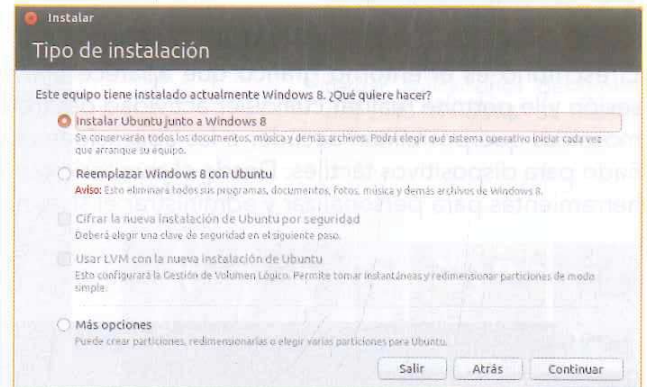 Instalar
Tipo de instalación
Este equipo tiene instalado actualmente Windows 8. ¿Qué quiere hacer?
Instalar Ubuntu junto a Windows 8
Se conservarán todos los documentos, música y demás archivos. Podrá elegir qué sistema operativo iniciar cada vez
que arranque su equipo.
Reemplazar Windows 8 con Ubuntu
Aviso: Esto eliminará todos sus programas, documentos, fotos, música y demás archivos de Windows 8.
Cifrar la nueva instalación de Ubuntu por seguridad
Deberá elegir una clave de seguridad en el siguiente paso.
Usar LVM con la nueva instalación de Ubuntu
Esto configurará la Gestión de Volumen Lógico. Permite tomar instantáneas y redimensionar particiones de modo
simple.
Más opciones
Puede crear particiones, redimensionarlas o elegir varias particiones para Ubuntu.
Salir
Atrás
Continuar